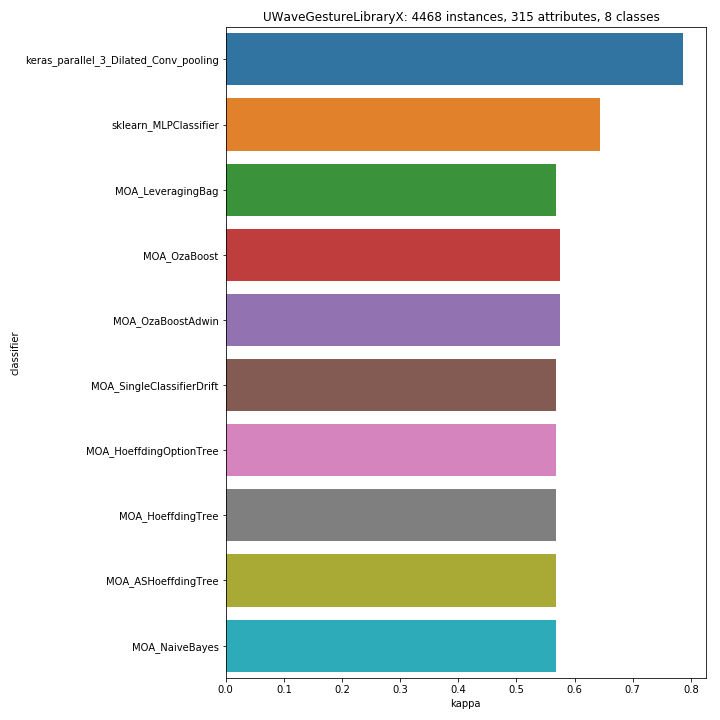 UWaveGestureLibraryX: 4468 instances, 315 attributes, 8 classes
classifier
keras_parallel_3_Dilated_Conv_pooling
sklearn_MLPClassifier
MOA_LeveragingBag
MOA_OzaBoost
MOA_OzaBoostAdwin
MOA_SingleClassifierDrift
MOA_HoeffdingOptionTree
MOA_HoeffdingTree
MOA_ASHoeffdingTree
MOA_NaiveBayes
0.0 0.1 0.2 0.3 0.4 0.5 0.6 0.7 0.8
kappa